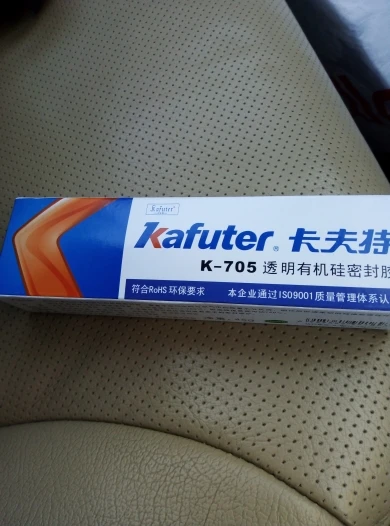 Kafuter
Kafuter® 卡夫特
K-705 透明有机硅密封胶
符合RoHS 环保要求 本企业通过ISO9001质量管理体系认